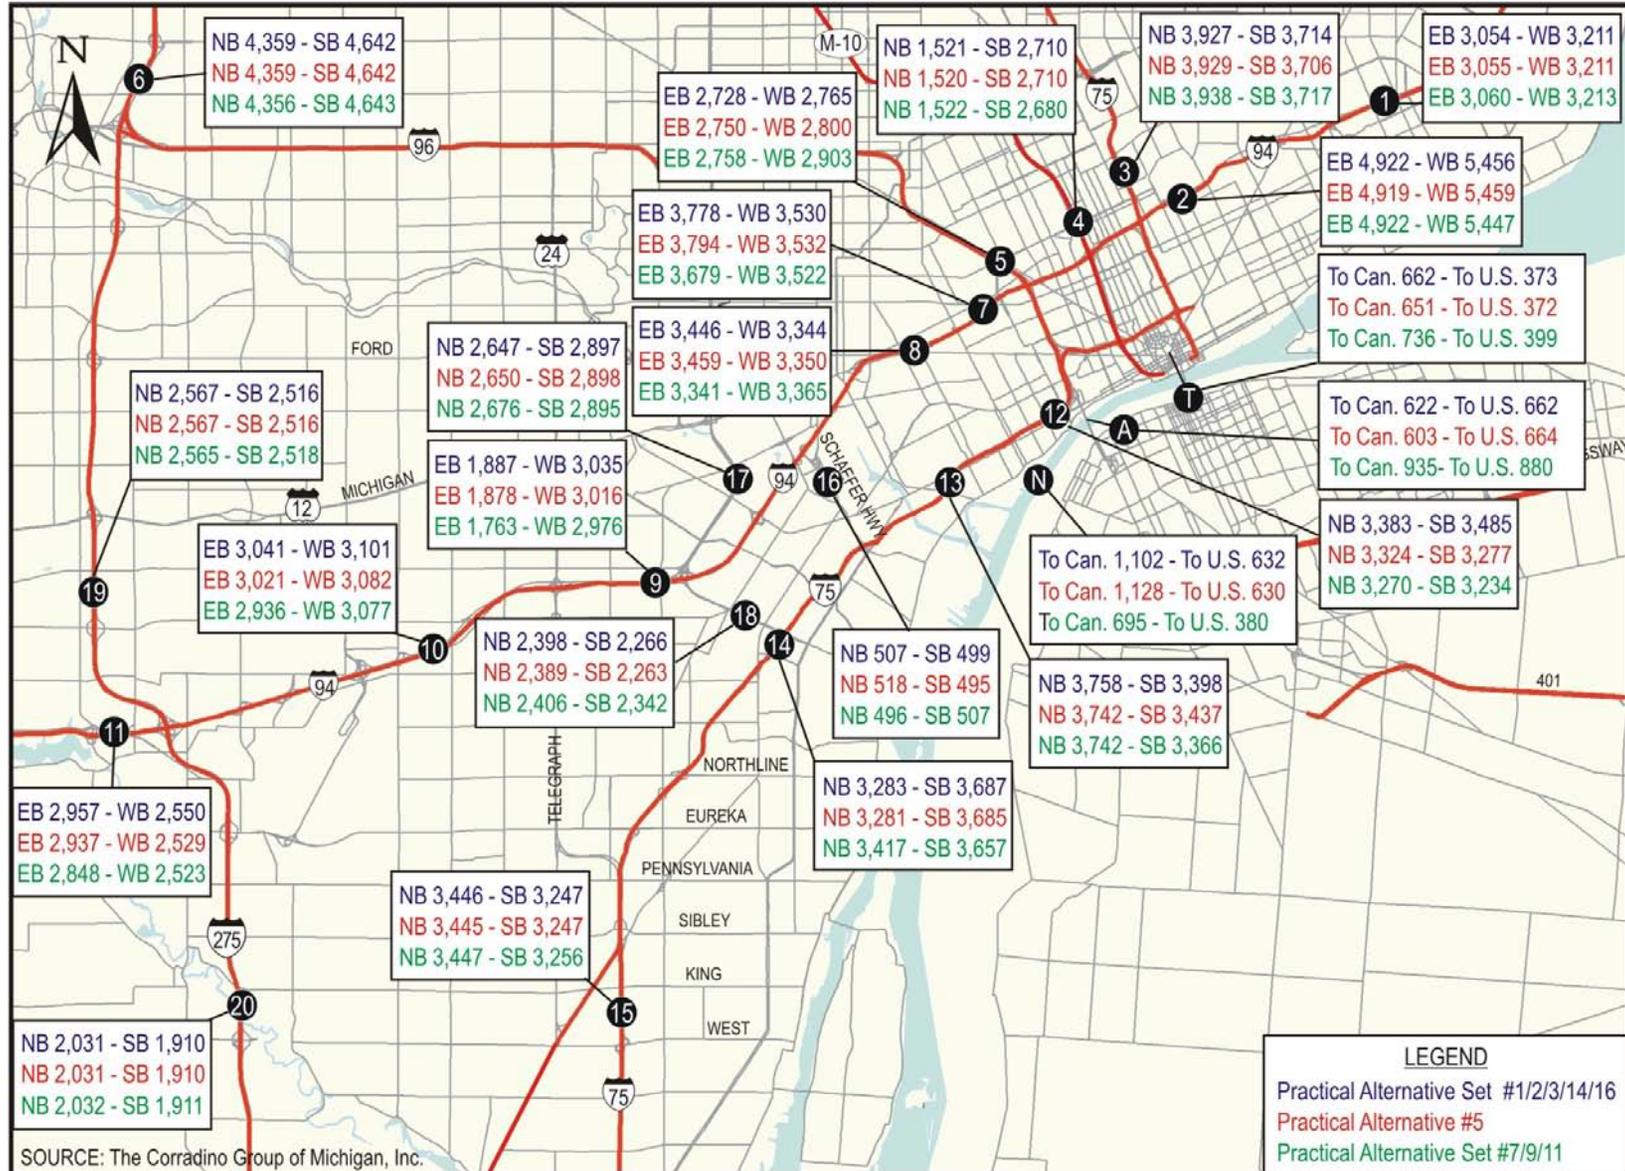 N
6
NB 4,359 - SB 4,642
NB 4,359 - SB 4,642
NB 4,356 - SB 4,643
96
24
M-10
EB 2,728 - WB 2,765
EB 2,750 - WB 2,800
EB 2,758 - WB 2,903
5
NB 1,521 - SB 2,710
NB 1,520 - SB 2,710
NB 1,522 - SB 2,680
4
75
NB 3,927 - SB 3,714
NB 3,929 - SB 3,706
NB 3,938 - SB 3,717
3
EB 3,054 - WB 3,211
EB 3,055 - WB 3,211
EB 3,060 - WB 3,213
1
94
EB 4,922 - WB 5,456
EB 4,919 - WB 5,459
EB 4,922 - WB 5,447
2
EB 3,778 - WB 3,530
EB 3,794 - WB 3,532
EB 3,679 - WB 3,522
7
To Can. 662 - To U.S. 373
To Can. 651 - To U.S. 372
To Can. 736 - To U.S. 399
T
FORD
NB 2,647 - SB 2,897
NB 2,650 - SB 2,898
NB 2,676 - SB 2,895
17
EB 3,446 - WB 3,344
EB 3,459 - WB 3,350
EB 3,341 - WB 3,365
8
NB 2,567 - SB 2,516
NB 2,567 - SB 2,516
NB 2,565 - SB 2,518
19
To Can. 622 - To U.S. 662
To Can. 603 - To U.S. 664
To Can. 935- To U.S. 880
A
12
GSWAY
MICHIGAN
12
EB 1,887 - WB 3,035
EB 1,878 - WB 3,016
EB 1,763 - WB 2,976
9
94
16
SCHAFFER HWY
13
N
NB 3,383 - SB 3,485
NB 3,324 - SB 3,277
NB 3,270 - SB 3,234
EB 3,041 - WB 3,101
EB 3,021 - WB 3,082
EB 2,936 - WB 3,077
10
To Can. 1,102 - To U.S. 632
To Can. 1,128 - To U.S. 630
To Can. 695 - To U.S. 380
75
18
14
NB 2,398 - SB 2,266
NB 2,389 - SB 2,263
NB 2,406 - SB 2,342
NB 507 - SB 499
NB 518 - SB 495
NB 496 - SB 507
NB 3,758 - SB 3,398
NB 3,742 - SB 3,437
NB 3,742 - SB 3,366
401
94
11
EB 2,957 - WB 2,550
EB 2,937 - WB 2,529
EB 2,848 - WB 2,523
TELEGRAPH
NORTHLINE
EUREKA
PENNSYLVANIA
SIBLEY
KING
WEST
NB 3,283 - SB 3,687
NB 3,281 - SB 3,685
NB 3,417 - SB 3,657
NB 3,446 - SB 3,247
NB 3,445 - SB 3,247
NB 3,447 - SB 3,256
15
275
20
NB 2,031 - SB 1,910
NB 2,031 - SB 1,910
NB 2,032 - SB 1,911
75
LEGEND
Practical Alternative Set #1/2/3/14/16
Practical Alternative #5
Practical Alternative Set #7/9/11
SOURCE: The Corradino Group of Michigan, Inc.